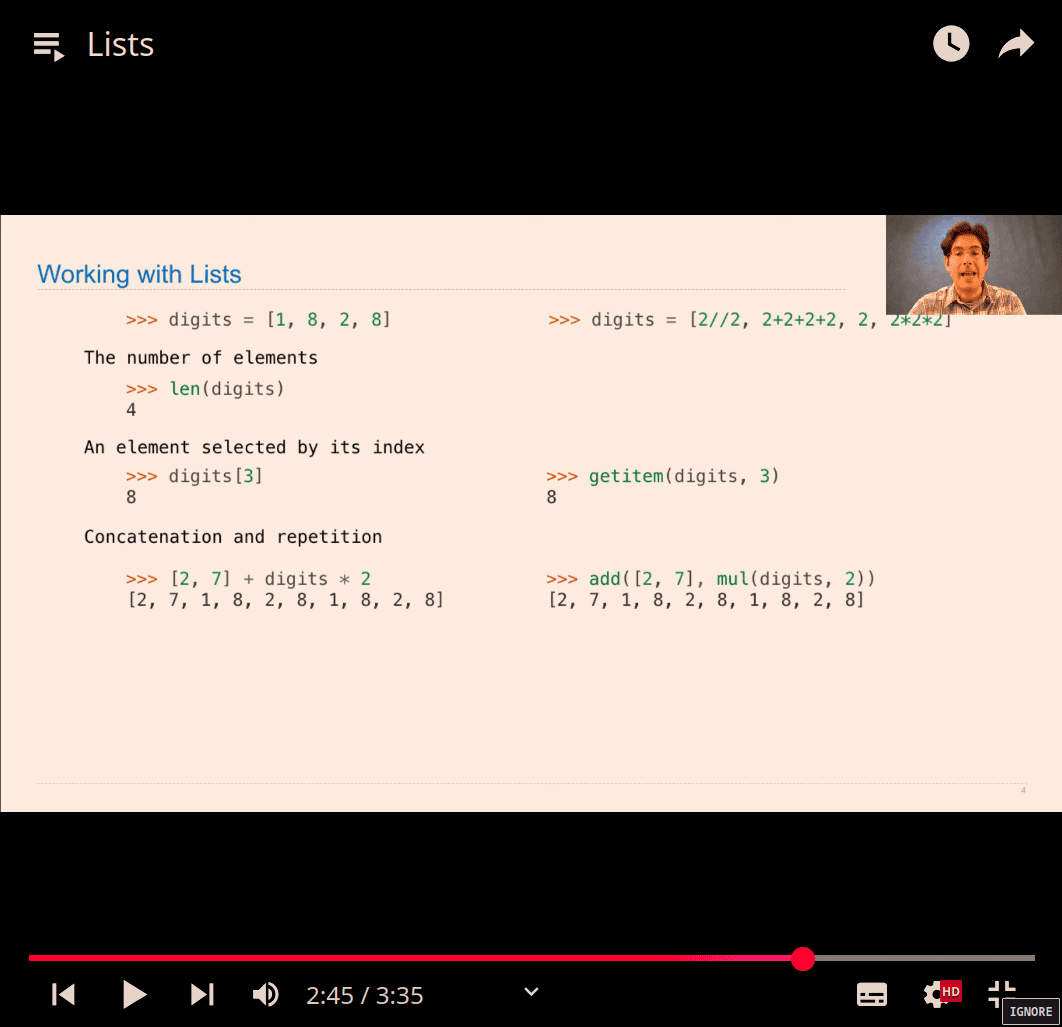 Lists
Working with Lists
>>> digits = [1, 8, 2, 8]
>>> digits = [2//2, 2+2+2+2, 2, 2*2*2]
The number of elements
>>> len(digits)
4
An element selected by its index
>>> digits[3]
8
>>> getitem(digits, 3)
8
Concatenation and repetition
>>> [2, 7] + digits * 2
[2, 7, 1, 8, 2, 8, 1, 8, 2, 8]
>>> add([2, 7], mul(digits, 2))
[2, 7, 1, 8, 2, 8, 1, 8, 2, 8]
4
2:45 / 3:35
HD
IGNORE